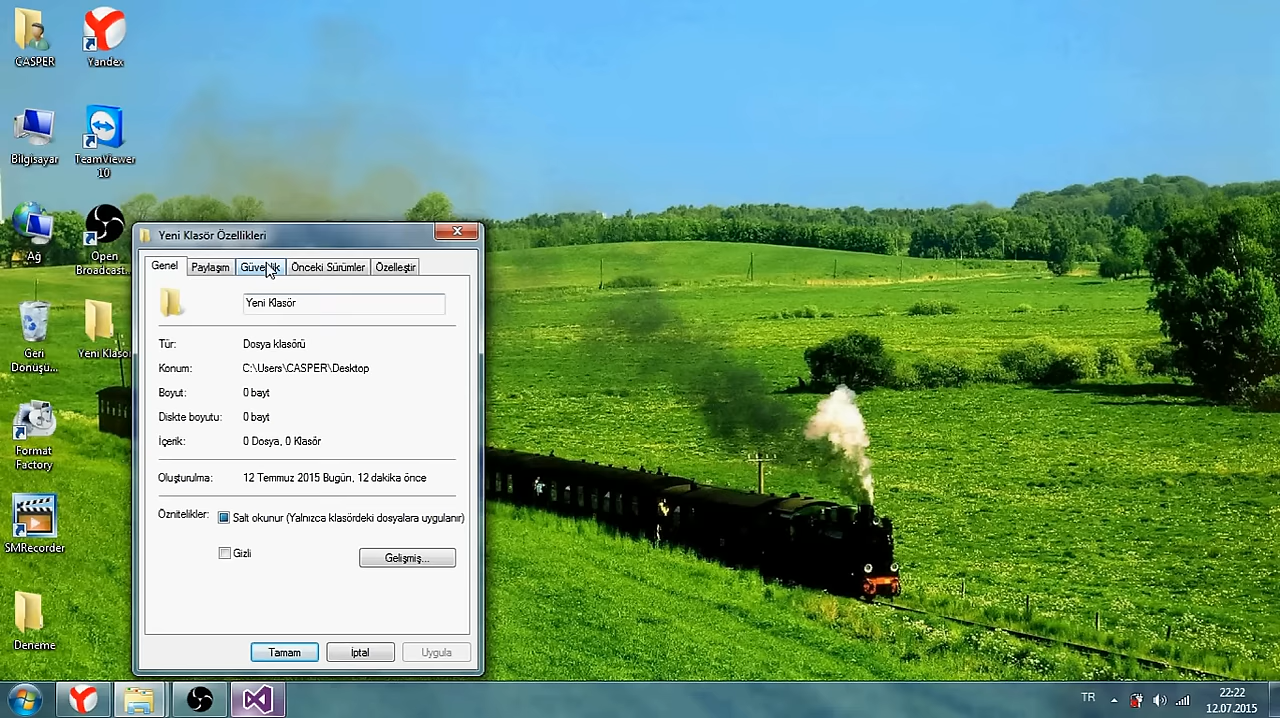 CASPER
Yandex
Bilgisayar
TeamViewer
10
Ağ
Open
Broadcast...
Geri
Dönüşü...
Yeni Klasö
Format
Factory
SMRecorder
Deneme
Yeni Klasör Özellikleri
Genel
Paylaşım
Güvenlik
Önceki Sürümler
Özelleştir
Yeni Klasör
Tür: Dosya klasörü
Konum: C:\Users\CASPER\Desktop
Boyut: 0 bayt
Diskte boyutu: 0 bayt
İçerik: 0 Dosya, 0 Klasör
Oluşturulma: 12 Temmuz 2015 Bugün, 12 dakika önce
Öznitelikler: Salt okunur (Yalnızca klasördeki dosyalara uygulanır)
Gizli
Gelişmiş...
Tamam
İptal
Uygula
TR
22:22
12.07.2015